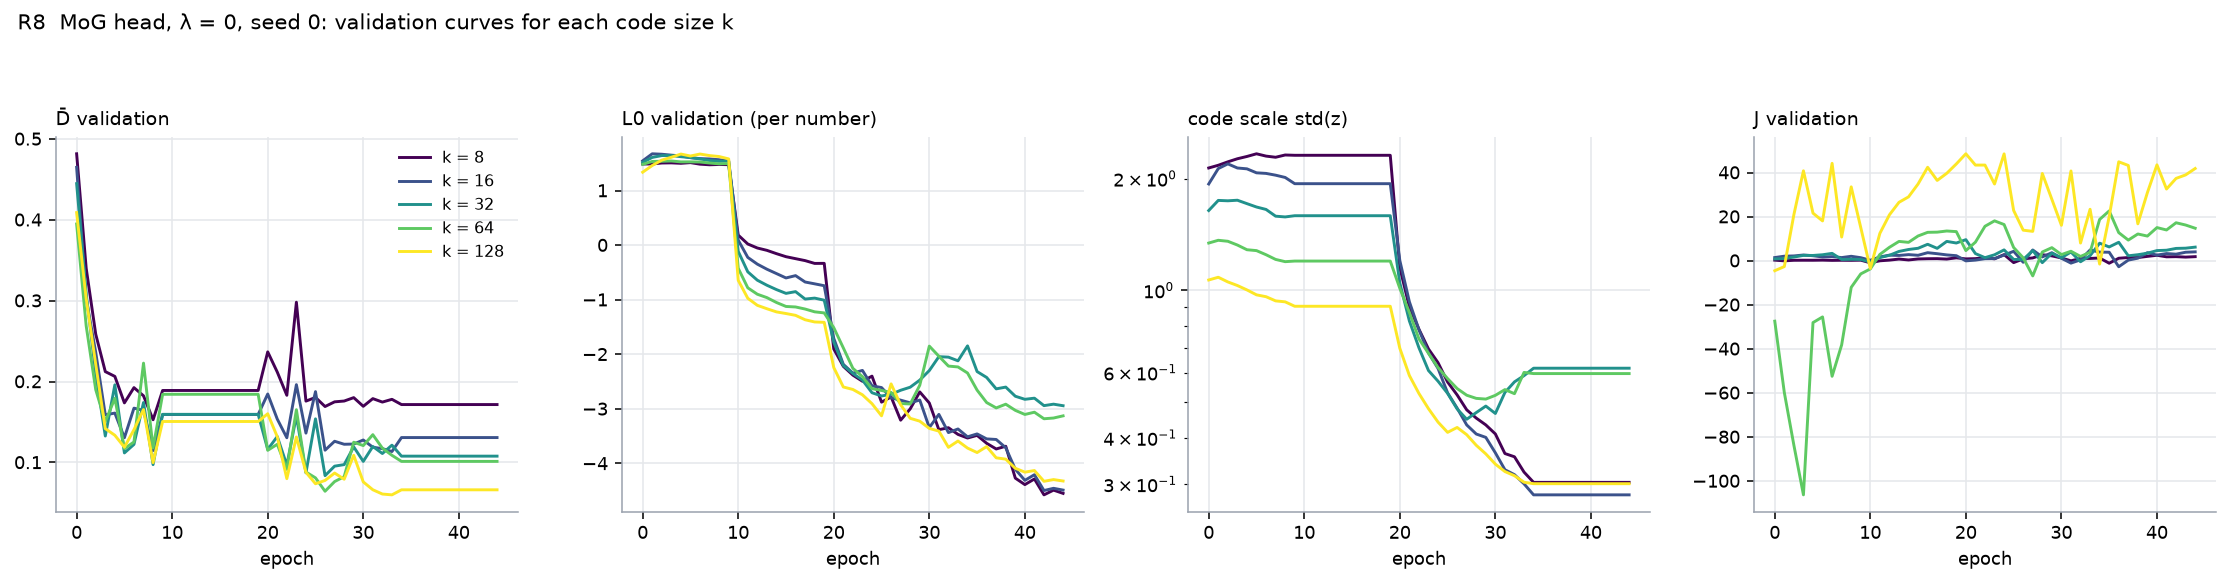 R8  MoG head, λ = 0, seed 0: validation curves for each code size k
D̄ validation
0.5
0.4
0.3
0.2
0.1
0 10 20 30 40
epoch
k = 8
k = 16
k = 32
k = 64
k = 128
L0 validation (per number)
1
0
−1
−2
−3
−4
0 10 20 30 40
epoch
code scale std(z)
2 × 10⁰
10⁰
6 × 10⁻¹
4 × 10⁻¹
3 × 10⁻¹
0 10 20 30 40
epoch
J validation
40
20
0
−20
−40
−60
−80
−100
0 10 20 30 40
epoch